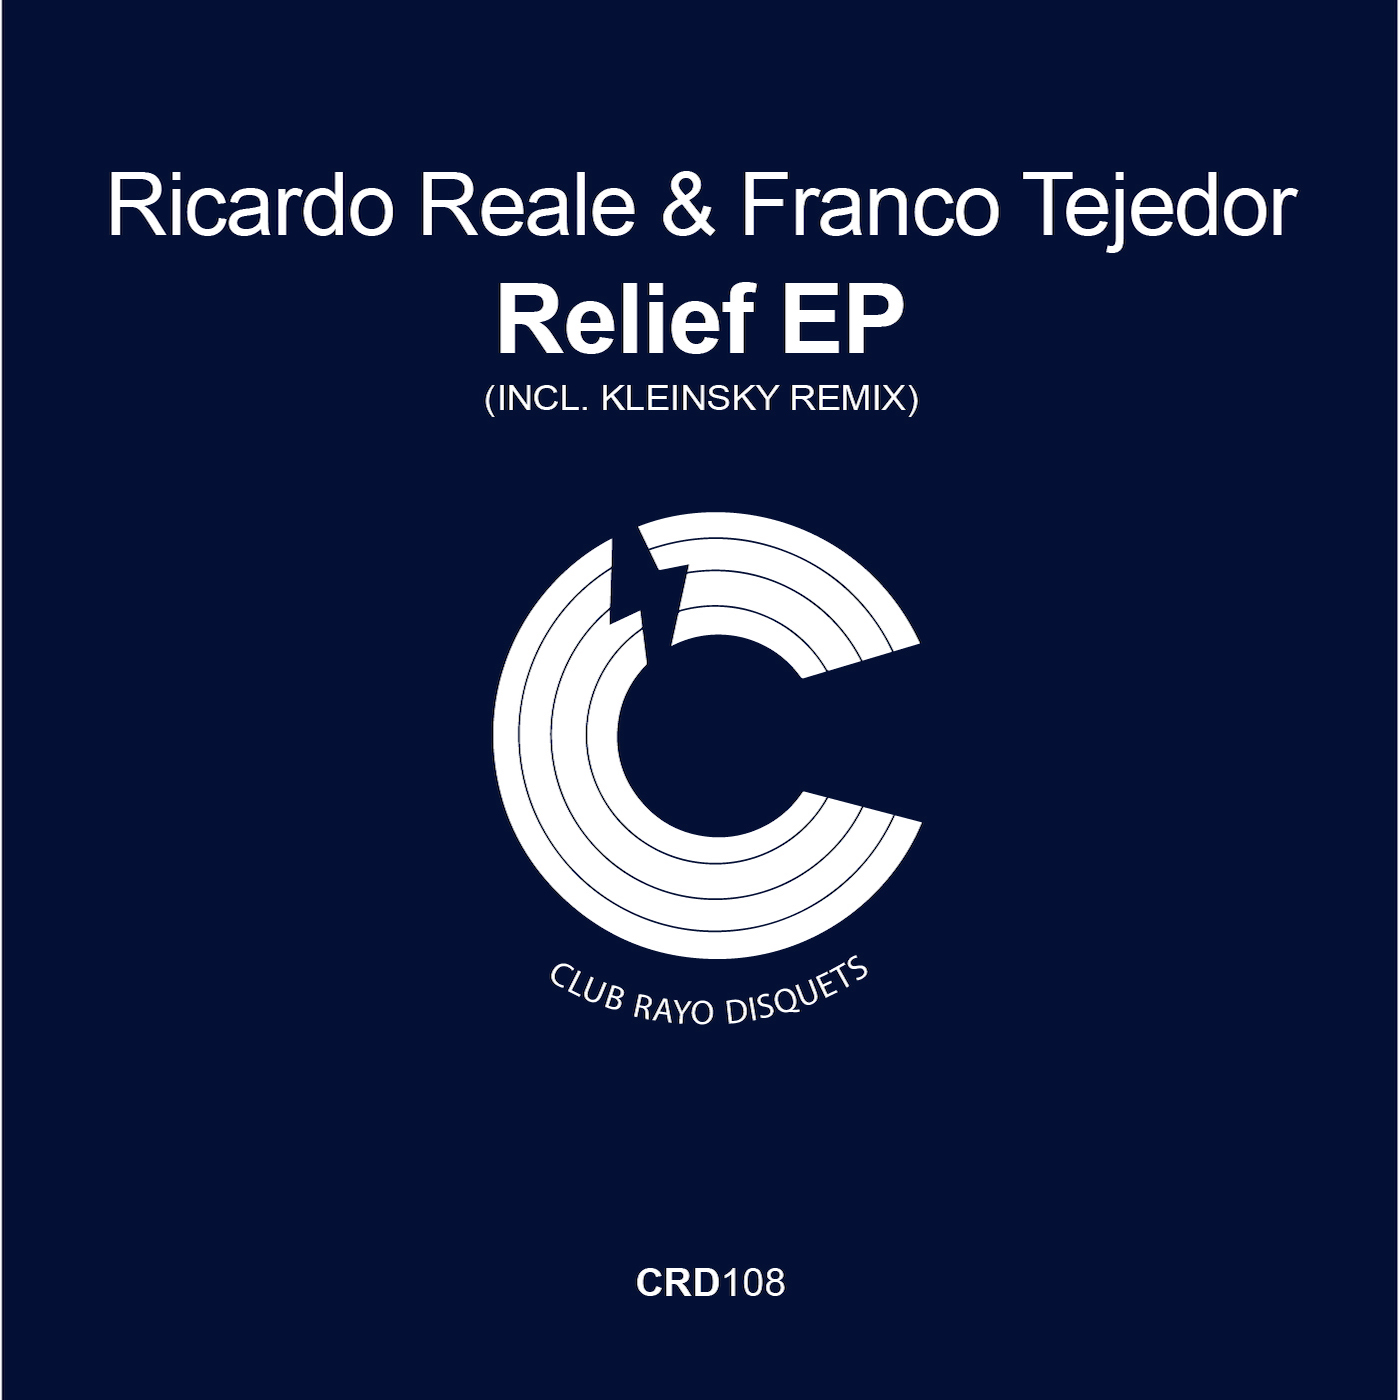 Ricardo Reale & Franco Tejedor
Relief EP
(INCL. KLEINSKY REMIX)
CLUB RAYO DISQUETS
CRD108